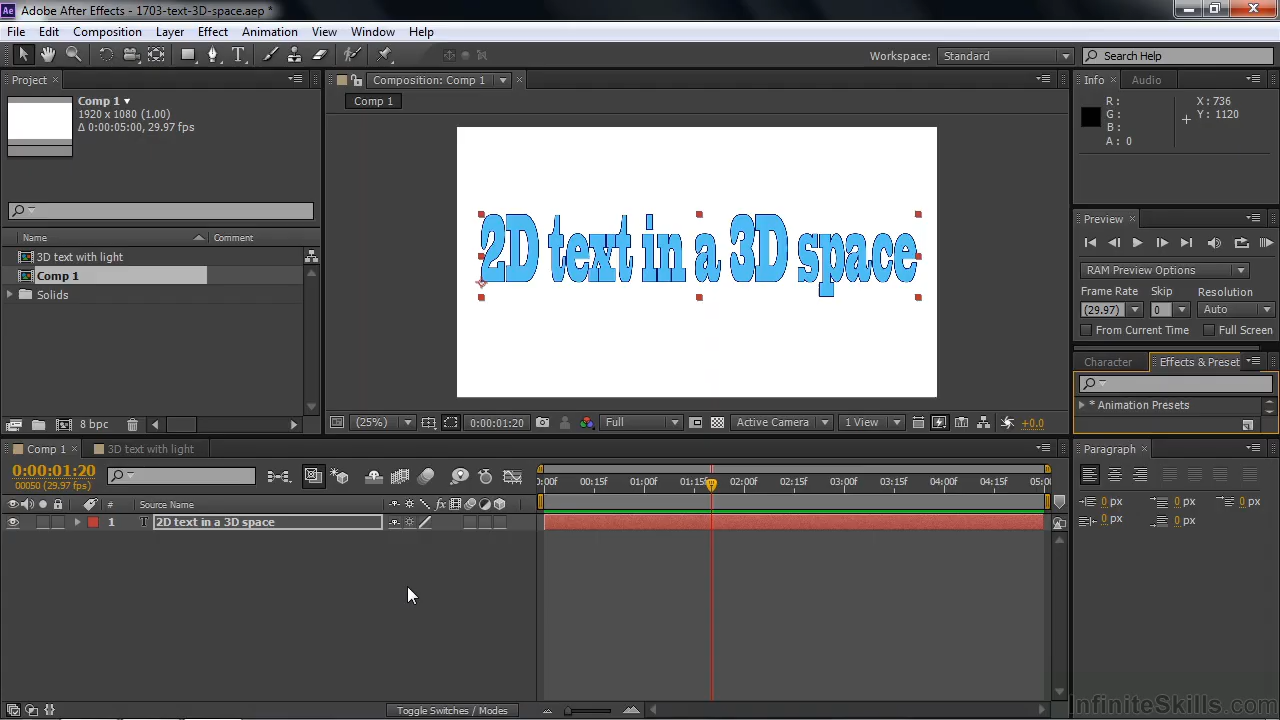 Adobe After Effects - 1703-text-3D-space.aep *
File Edit Composition Layer Effect Animation View Window Help
Workspace: Standard Search Help
Project
Comp 1
1920 x 1080 (1.00)
Δ 0:00:05:00, 29.97 fps
Name Comment
3D text with light
Comp 1
Solids
8 bpc
Composition: Comp 1
Comp 1
2D text in a 3D space
(25%) 0:00:01:20 Full Active Camera 1 View +0.0
Info Audio
R :
G :
B :
A : 0
X : 736
Y : 1120
Preview
RAM Preview Options
Frame Rate Skip Resolution
(29.97) 0 Auto
From Current Time Full Screen
Character Effects & Preset
* Animation Presets
Comp 1 3D text with light
0:00:01:20
00050 (29.97 fps)
# Source Name fx
1 T 2D text in a 3D space
0:00f 00:15f 01:00f 01:15f 02:00f 02:15f 03:00f 03:15f 04:00f 04:15f 05:00
Toggle Switches / Modes
Paragraph
0 px 0 px 0 px
0 px 0 px
InfiniteSkills.com